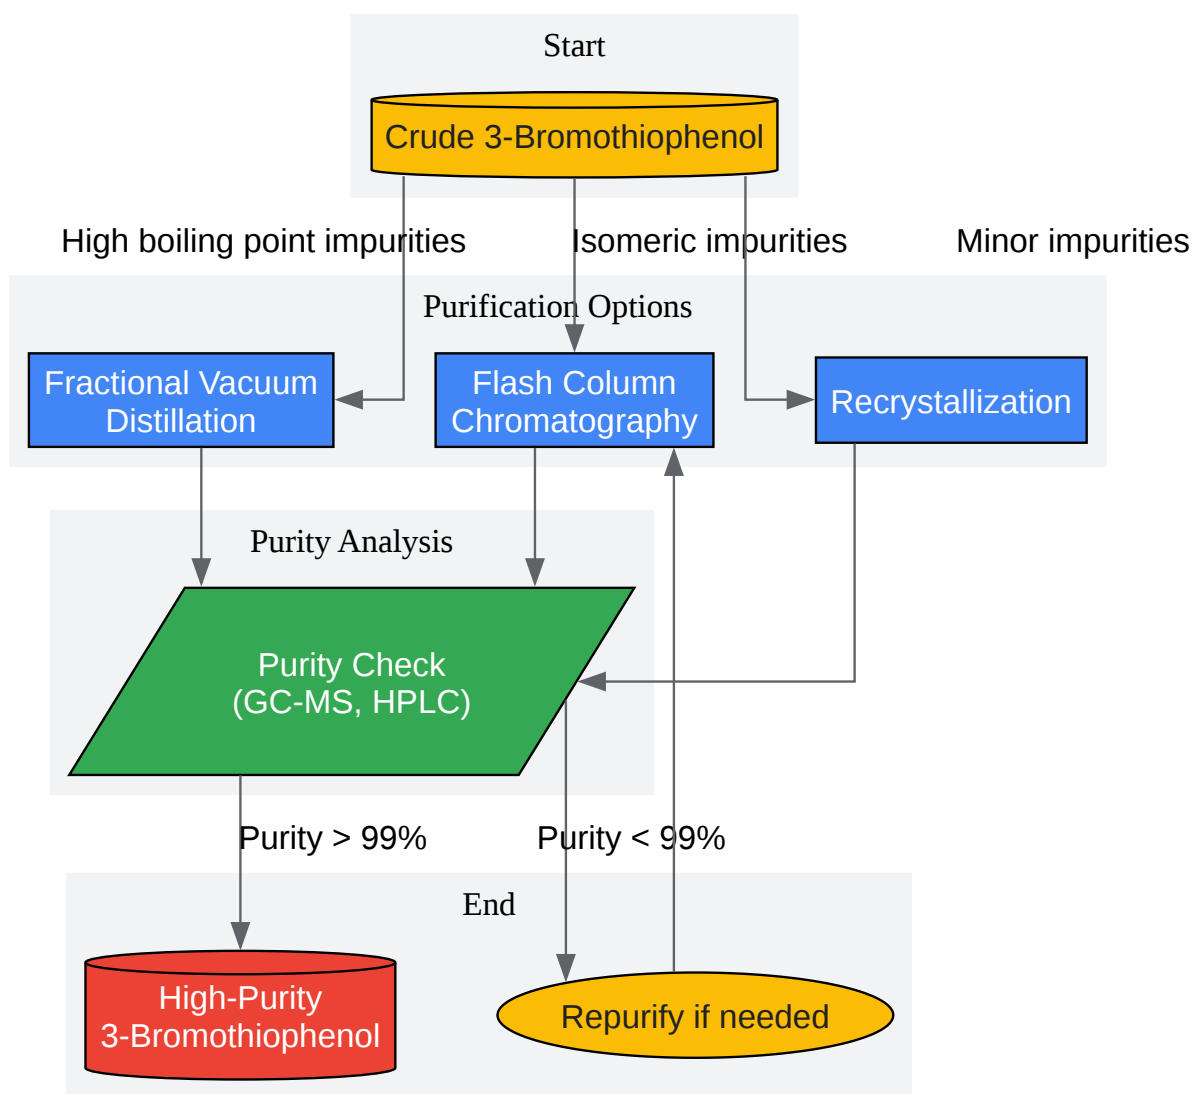 Start
Crude 3-Bromothiophenol
High boiling point impurities
Isomeric impurities
Minor impurities
Purification Options
Fractional Vacuum
Distillation
Flash Column
Chromatography
Recrystallization
Purity Analysis
Purity Check
(GC-MS, HPLC)
Purity > 99%
Purity < 99%
End
High-Purity
3-Bromothiophenol
Repurify if needed